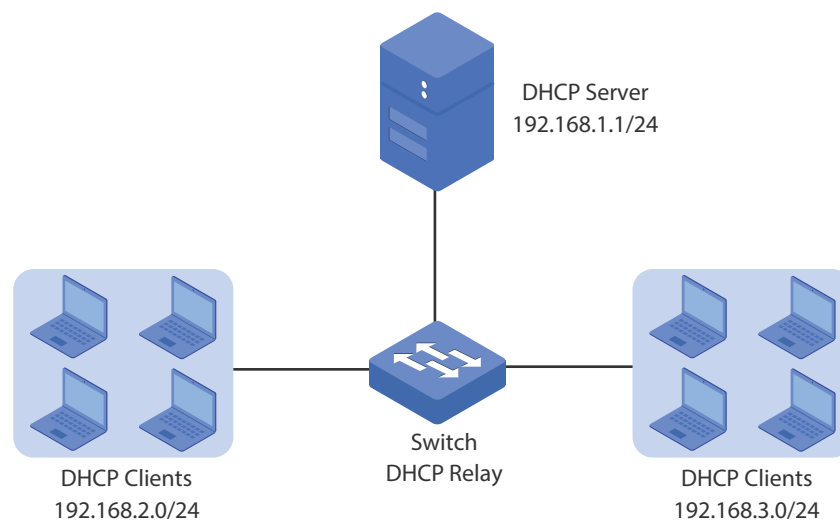 DHCP Server
192.168.1.1/24
Switch
DHCP Relay
DHCP Clients
192.168.2.0/24
DHCP Clients
192.168.3.0/24